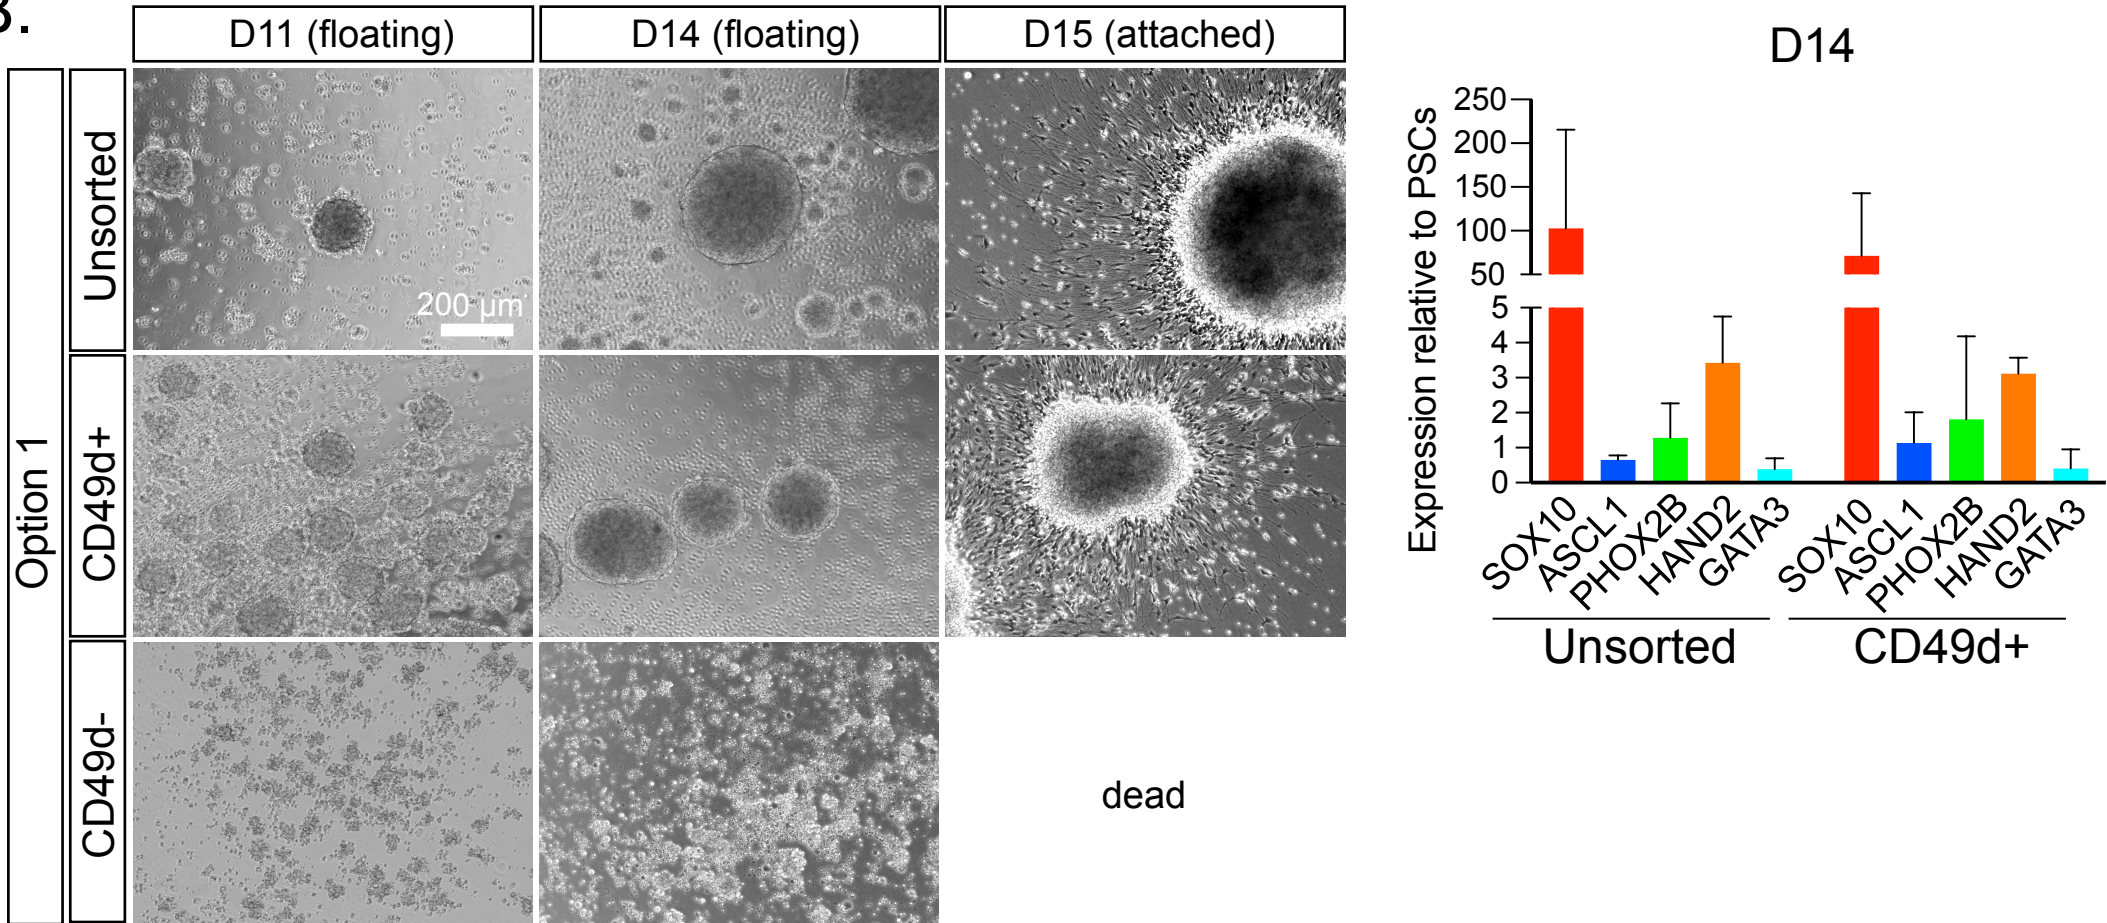 D11 (floating)
D14 (floating)
D15 (attached)
Option 1
Unsorted
CD49d+
CD49d-
200 µm
dead
D14
Expression relative to PSCs
250
200
150
100
50
5
4
3
2
1
0
SOX10
ASCL1
PHOX2B
HAND2
GATA3
SOX10
ASCL1
PHOX2B
HAND2
GATA3
Unsorted
CD49d+